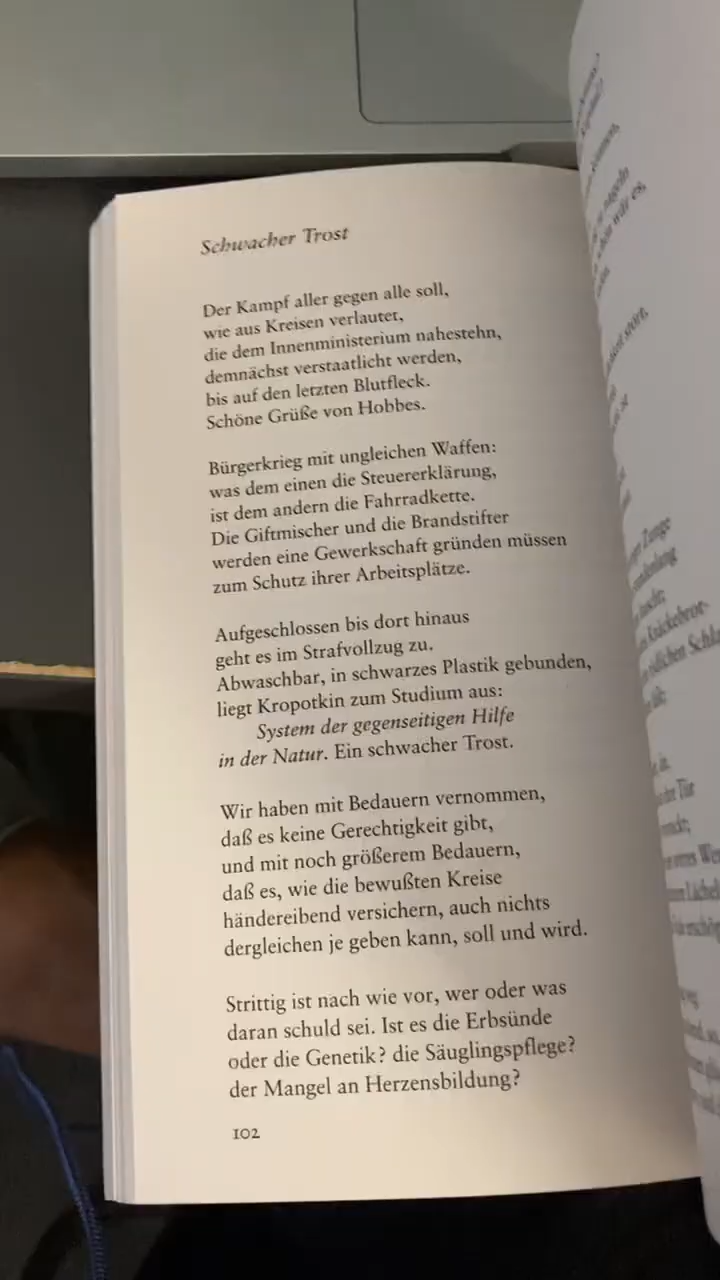 Schwacher Trost
Der Kampf aller gegen alle soll,
wie aus Kreisen verlautet,
die dem Innenministerium nahestehn,
demnächst verstaatlicht werden,
bis auf den letzten Blutfleck.
Schöne Grüße von Hobbes.
Bürgerkrieg mit ungleichen Waffen:
was dem einen die Steuererklärung,
ist dem andern die Fahrradkette.
Die Giftmischer und die Brandstifter
werden eine Gewerkschaft gründen müssen
zum Schutz ihrer Arbeitsplätze.
Aufgeschlossen bis dort hinaus
geht es im Strafvollzug zu.
Abwaschbar, in schwarzes Plastik gebunden,
liegt Kropotkin zum Studium aus:
System der gegenseitigen Hilfe
in der Natur. Ein schwacher Trost.
Wir haben mit Bedauern vernommen,
daß es keine Gerechtigkeit gibt,
und mit noch größerem Bedauern,
daß es, wie die bewußten Kreise
händereibend versichern, auch nichts
dergleichen je geben kann, soll und wird.
Strittig ist nach wie vor, wer oder was
daran schuld sei. Ist es die Erbsünde
oder die Genetik? die Säuglingspflege?
der Mangel an Herzensbildung?
102
Zunge